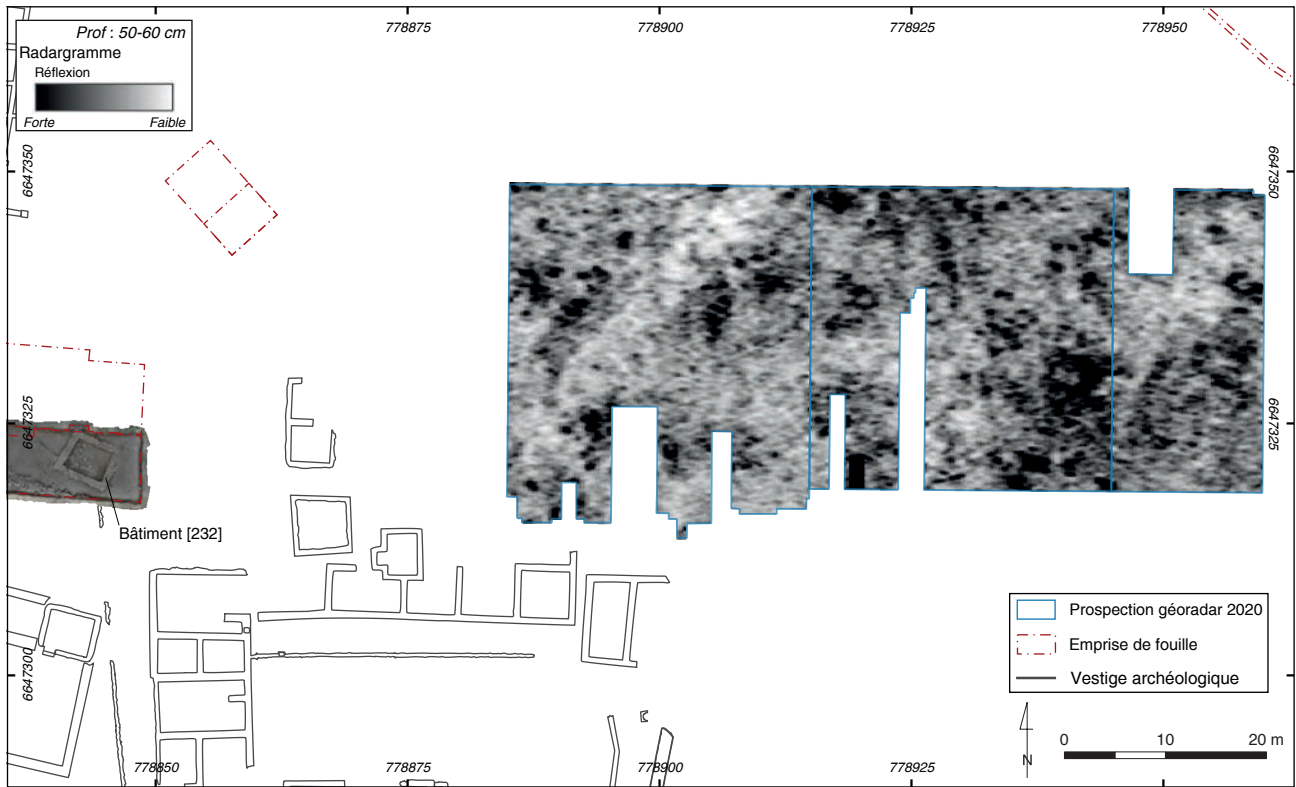 Prof : 50-60 cm
Radargramme
Réflexion
Forte Faible
778875 778900 778925 778950
6647350 6647350
6647325 6647325
Bâtiment [232]
6647300
Prospection géoradar 2020
Emprise de fouille
Vestige archéologique
N
0 10 20 m
778850 778875 778900 778925